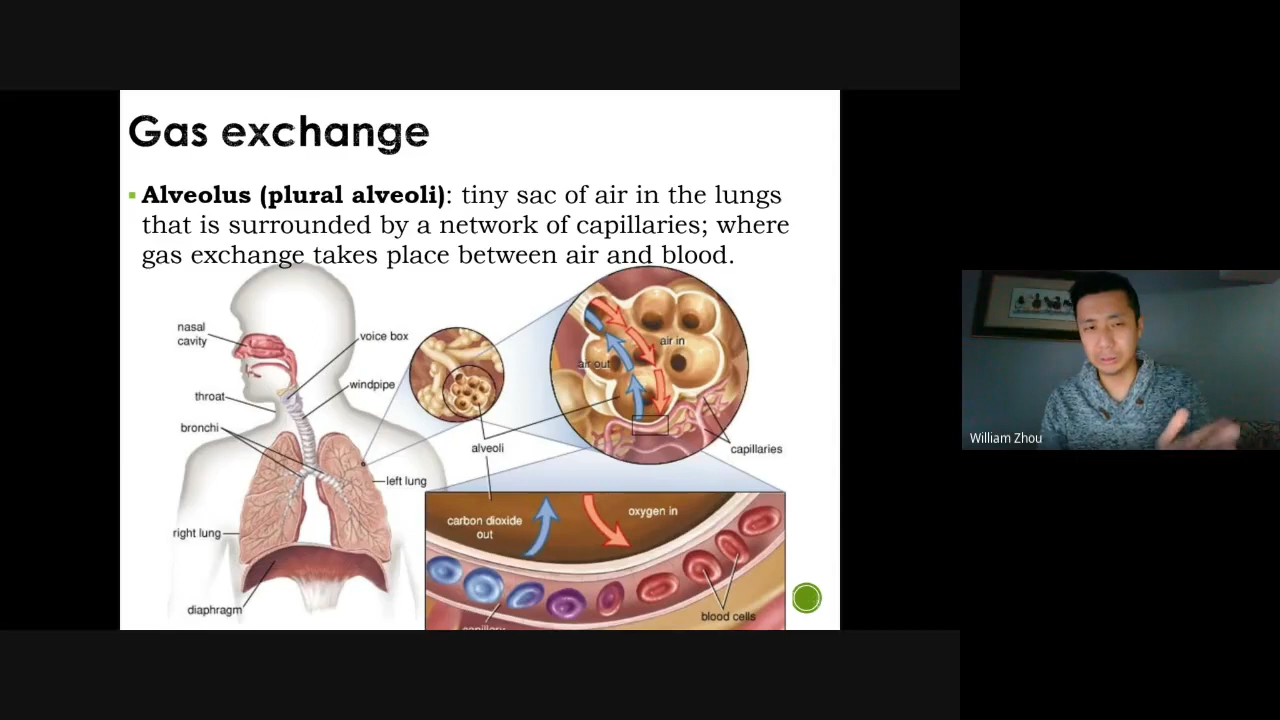 Gas exchange
Alveolus (plural alveoli): tiny sac of air in the lungs
that is surrounded by a network of capillaries; where
gas exchange takes place between air and blood.
nasal
cavity
voice box
windpipe
throat
bronchi
left lung
right lung
diaphragm
alveoli
air in
air out
capillaries
carbon dioxide
out
oxygen in
blood cells
capillary
William Zhou